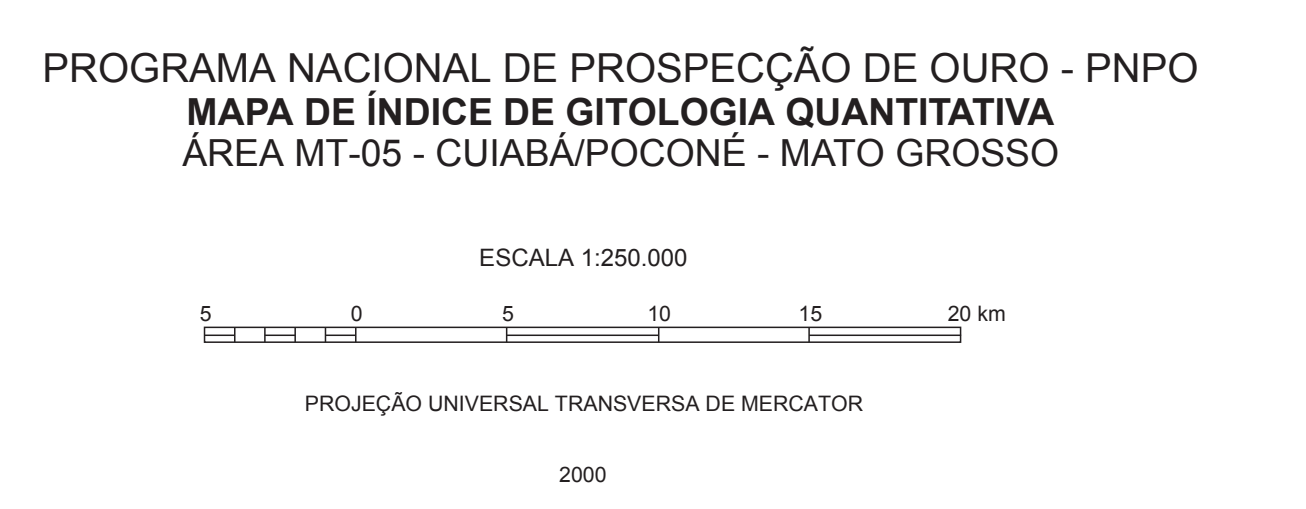 PROGRAMA NACIONAL DE PROSPECÇÃO DE OURO - PNPO
MAPA DE ÍNDICE DE GITOLOGIA QUANTITATIVA
ÁREA MT-05 - CUIABÁ/POCONÉ - MATO GROSSO
ESCALA 1:250.000
5 0 5 10 15 20 km
PROJEÇÃO UNIVERSAL TRANSVERSA DE MERCATOR
2000